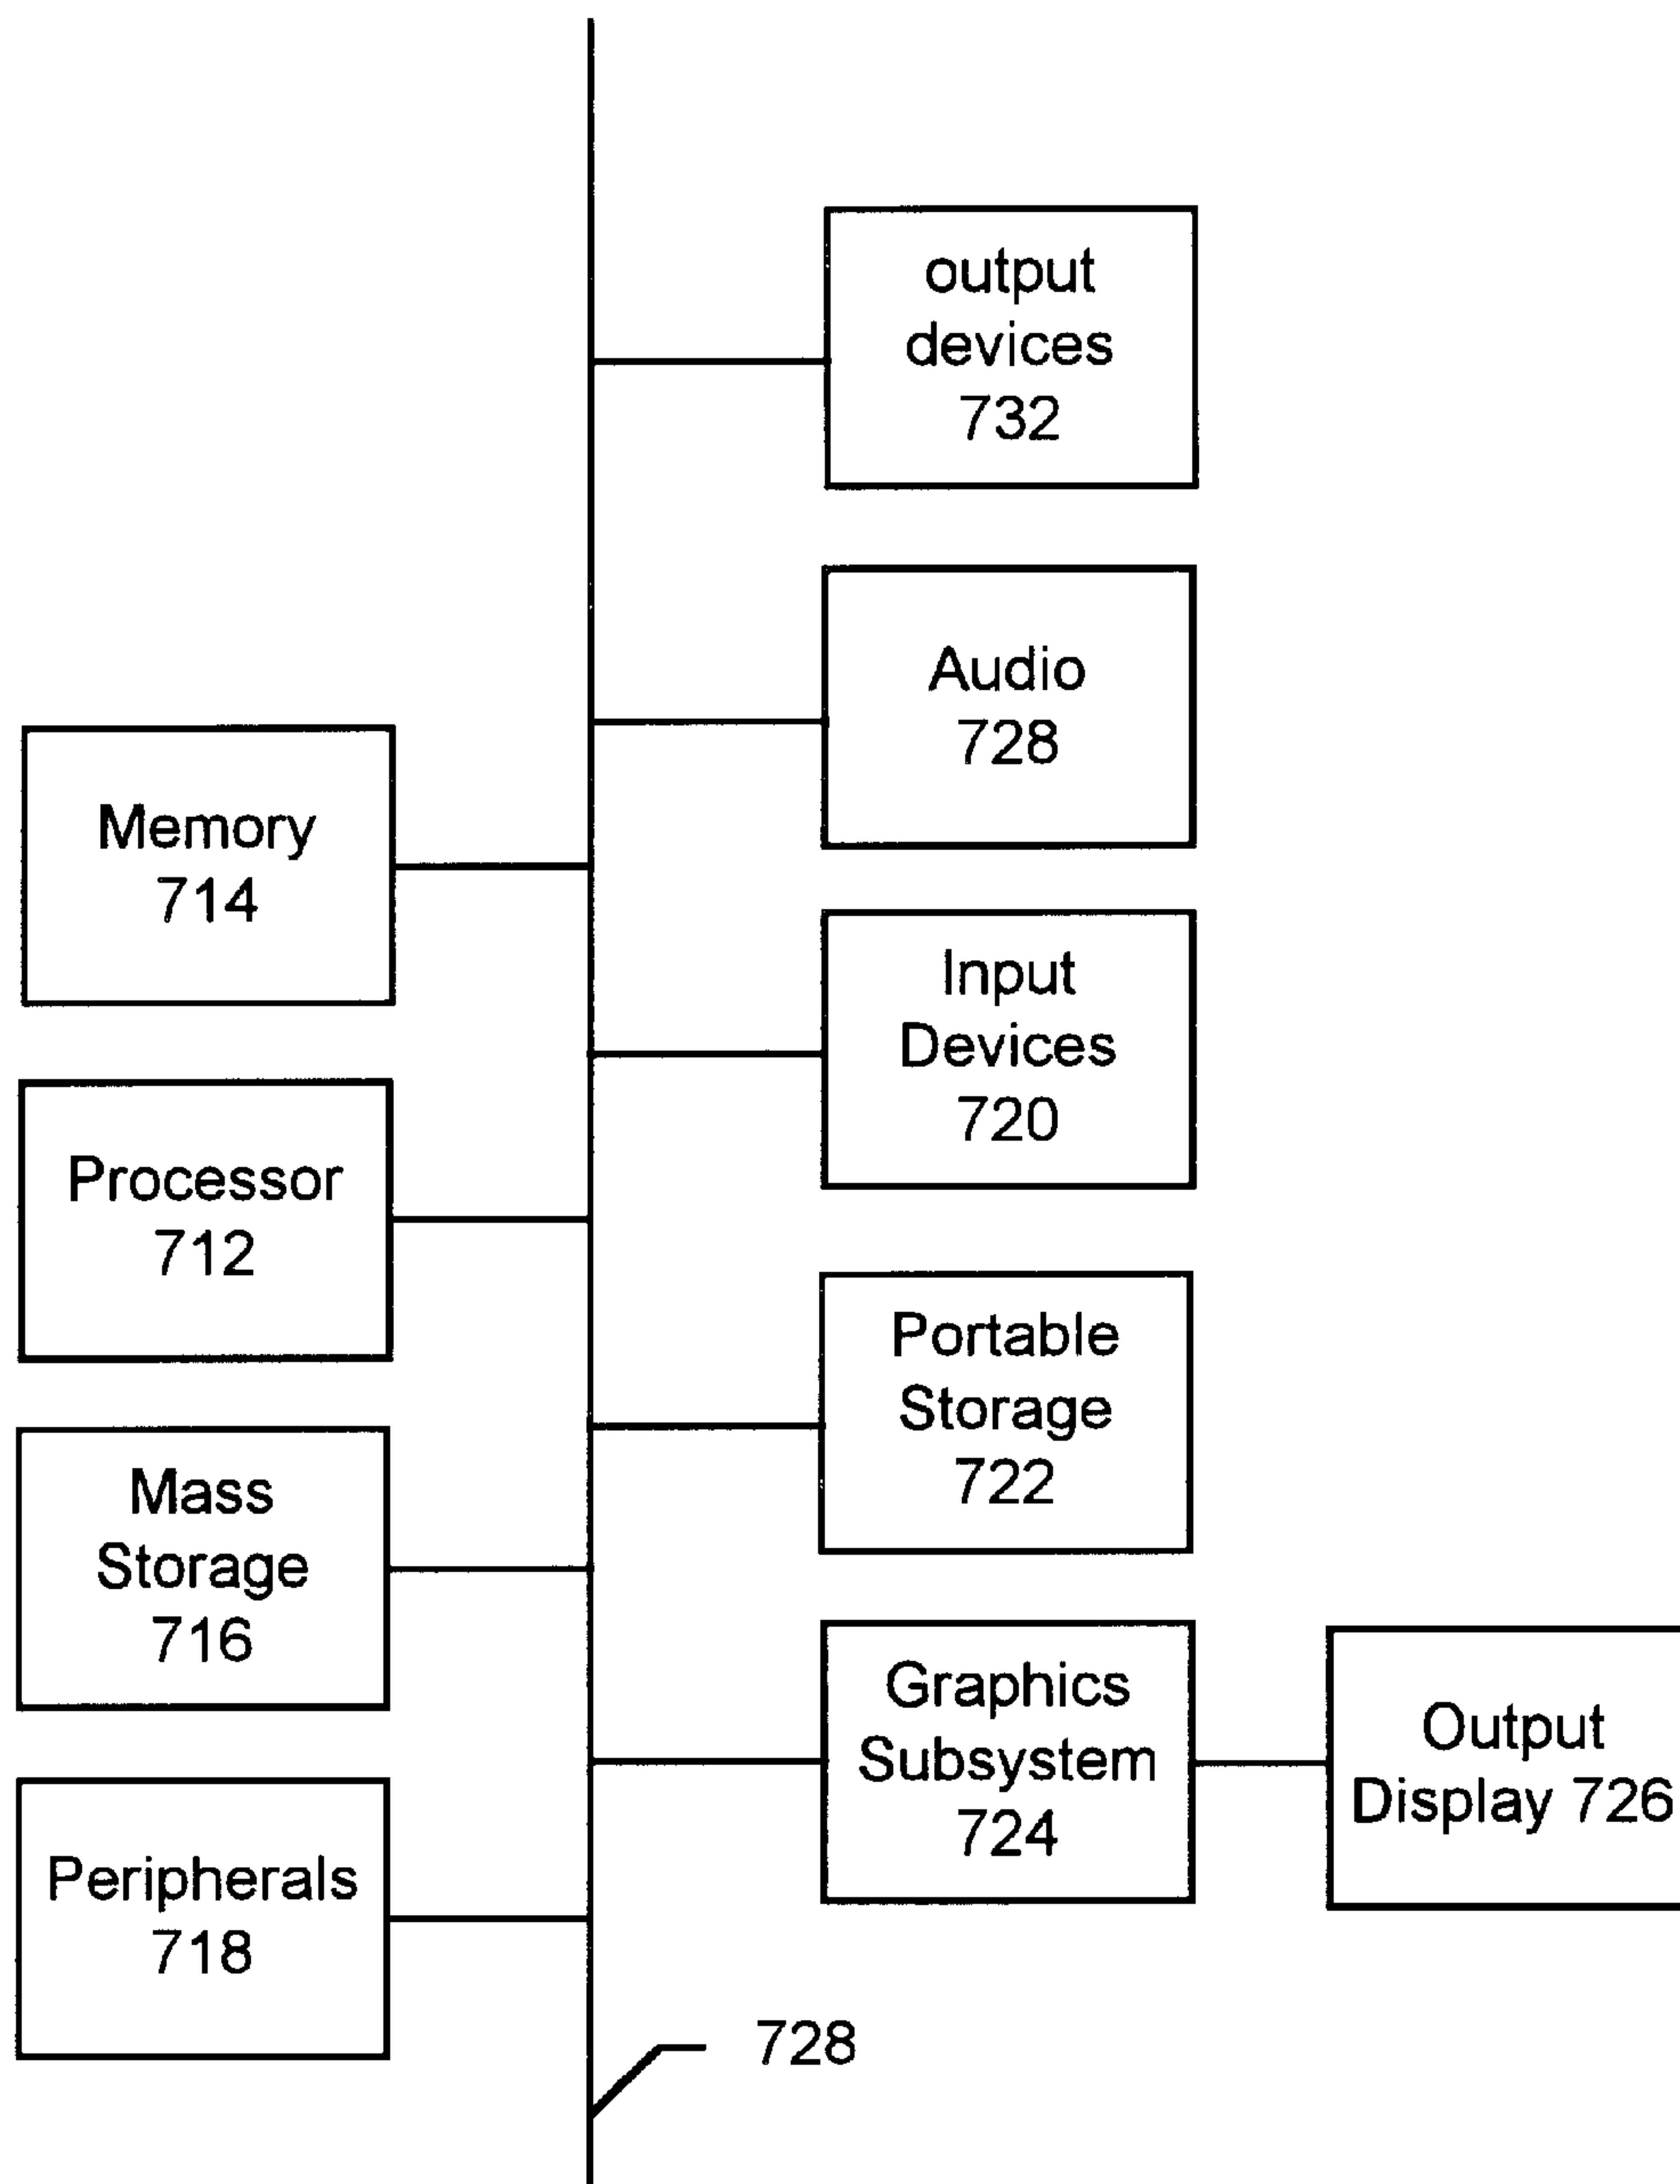 output
devices
732
Audio
728
Memory
714
Input
Devices
720
Processor
712
Portable
Storage
722
Mass
Storage
716
Graphics
Subsystem
724
Output
Display 726
Peripherals
718
728